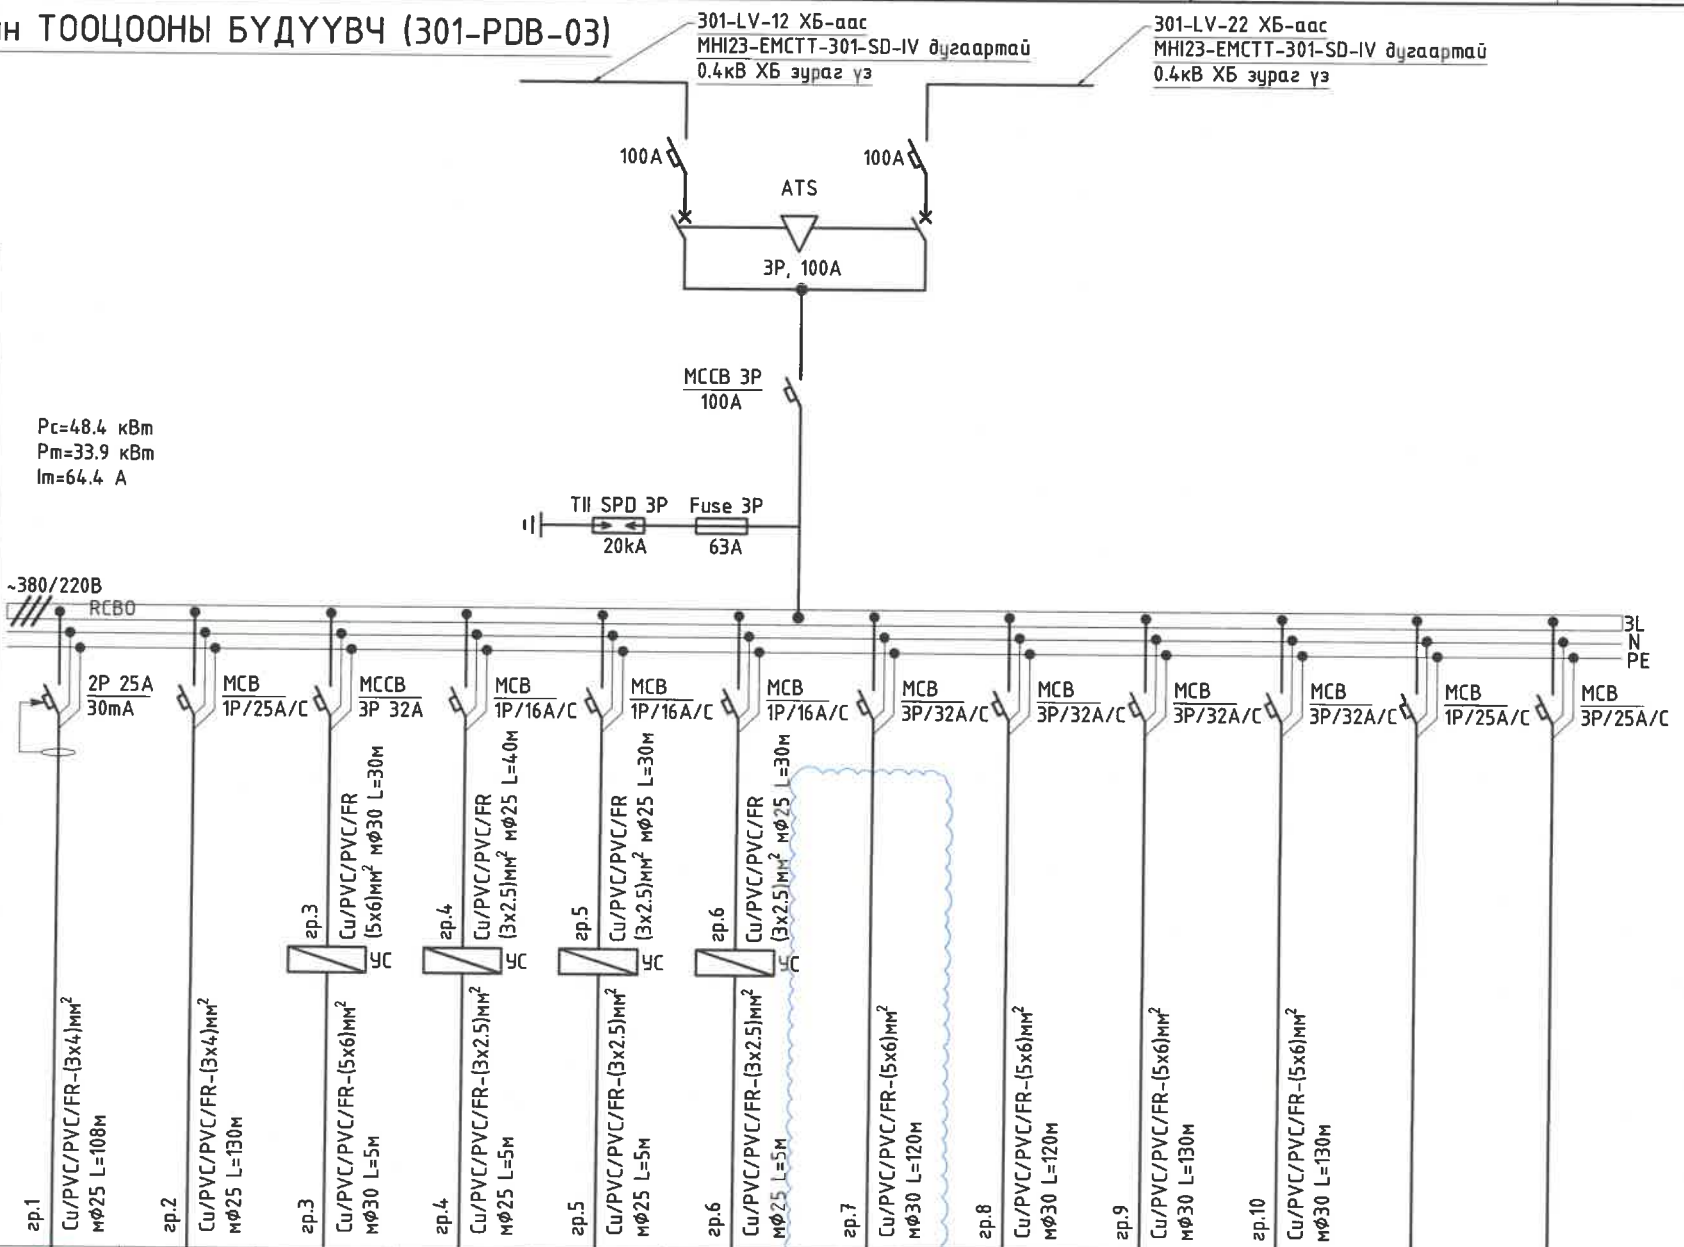 ТООЦООНЫ БҮДҮҮВЧ (301-PDB-03)
301-LV-12 ХБ-аас
МНI23-ЕМСТТ-301-SD-IV дугаартай
0.4кВ ХБ зураг үз
301-LV-22 ХБ-аас
МНI23-ЕМСТТ-301-SD-IV дугаартай
0.4кВ ХБ зураг үз
100A
100A
ATS
3P, 100A
MCCB 3P
100A
Рс=48.4 кВт
Рт=33.9 кВт
Iт=64.4 А
TII SPD 3P
20kA
Fuse 3P
63A
~380/220В
RCBO
3L
N
PE
2P 25A
30mA
MCB
1P/25A/C
MCCB
3P 32A
MCB
1P/16A/C
MCB
1P/16A/C
MCB
1P/16A/C
MCB
3P/32A/C
MCB
3P/32A/C
MCB
3P/32A/C
MCB
3P/32A/C
MCB
1P/25A/C
MCB
3P/25A/C
гр.3
Cu/PVC/PVC/FR
(5x6)мм² мф30 L=30м
УС
гр.4
Cu/PVC/PVC/FR
(3x2.5)мм² мф25 L=40м
УС
гр.5
Cu/PVC/PVC/FR
(3x2.5)мм² мф25 L=30м
УС
гр.6
Cu/PVC/PVC/FR
(3x2.5)мм² мф25 L=30м
УС
гр.1
Cu/PVC/PVC/FR-(3x4)мм²
мф25 L=108м
гр.2
Cu/PVC/PVC/FR-(3x4)мм²
мф25 L=130м
гр.3
Cu/PVC/PVC/FR-(5x6)мм²
мф30 L=5м
гр.4
Cu/PVC/PVC/FR-(3x2.5)мм²
мф25 L=5м
гр.5
Cu/PVC/PVC/FR-(3x2.5)мм²
мф25 L=5м
гр.6
Cu/PVC/PVC/FR-(3x2.5)мм²
мф25 L=5м
гр.7
Cu/PVC/PVC/FR-(5x6)мм²
мф30 L=120м
гр.8
Cu/PVC/PVC/FR-(5x6)мм²
мф30 L=120м
гр.9
Cu/PVC/PVC/FR-(5x6)мм²
мф30 L=130м
гр.10
Cu/PVC/PVC/FR-(5x6)мм²
мф30 L=130м